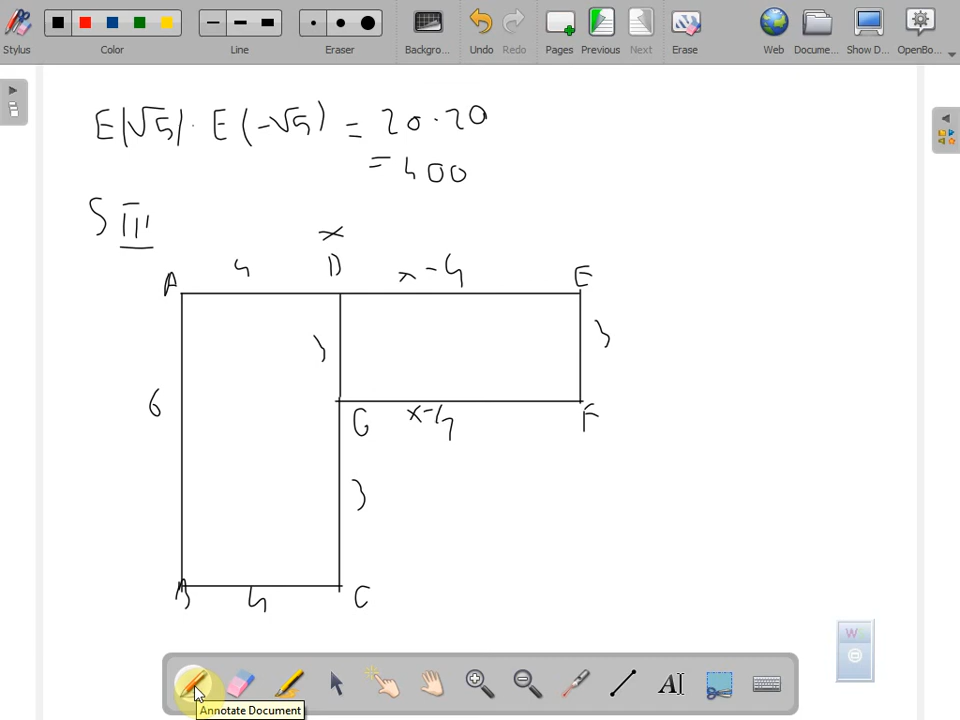 Stylus Color Line Eraser Backgro... Undo Redo Pages Previous Next Erase Web Docume... Show D... OpenBo...
E(√5) · E(-√5) = 20·20
= 400
S III
x
A 4 D x-4 E
3 3
6
G x-4 F
3
B 4 C
W
Annotate Document